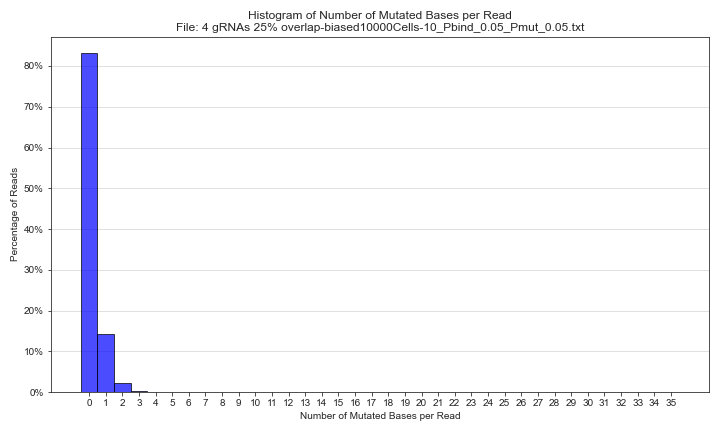 Histogram of Number of Mutated Bases per Read
File: 4 gRNAs 25% overlap-biased10000Cells-10_Pbind_0.05_Pmut_0.05.txt
Percentage of Reads
80%
70%
60%
50%
40%
30%
20%
10%
0%
0 1 2 3 4 5 6 7 8 9 10 11 12 13 14 15 16 17 18 19 20 21 22 23 24 25 26 27 28 29 30 31 32 33 34 35
Number of Mutated Bases per Read